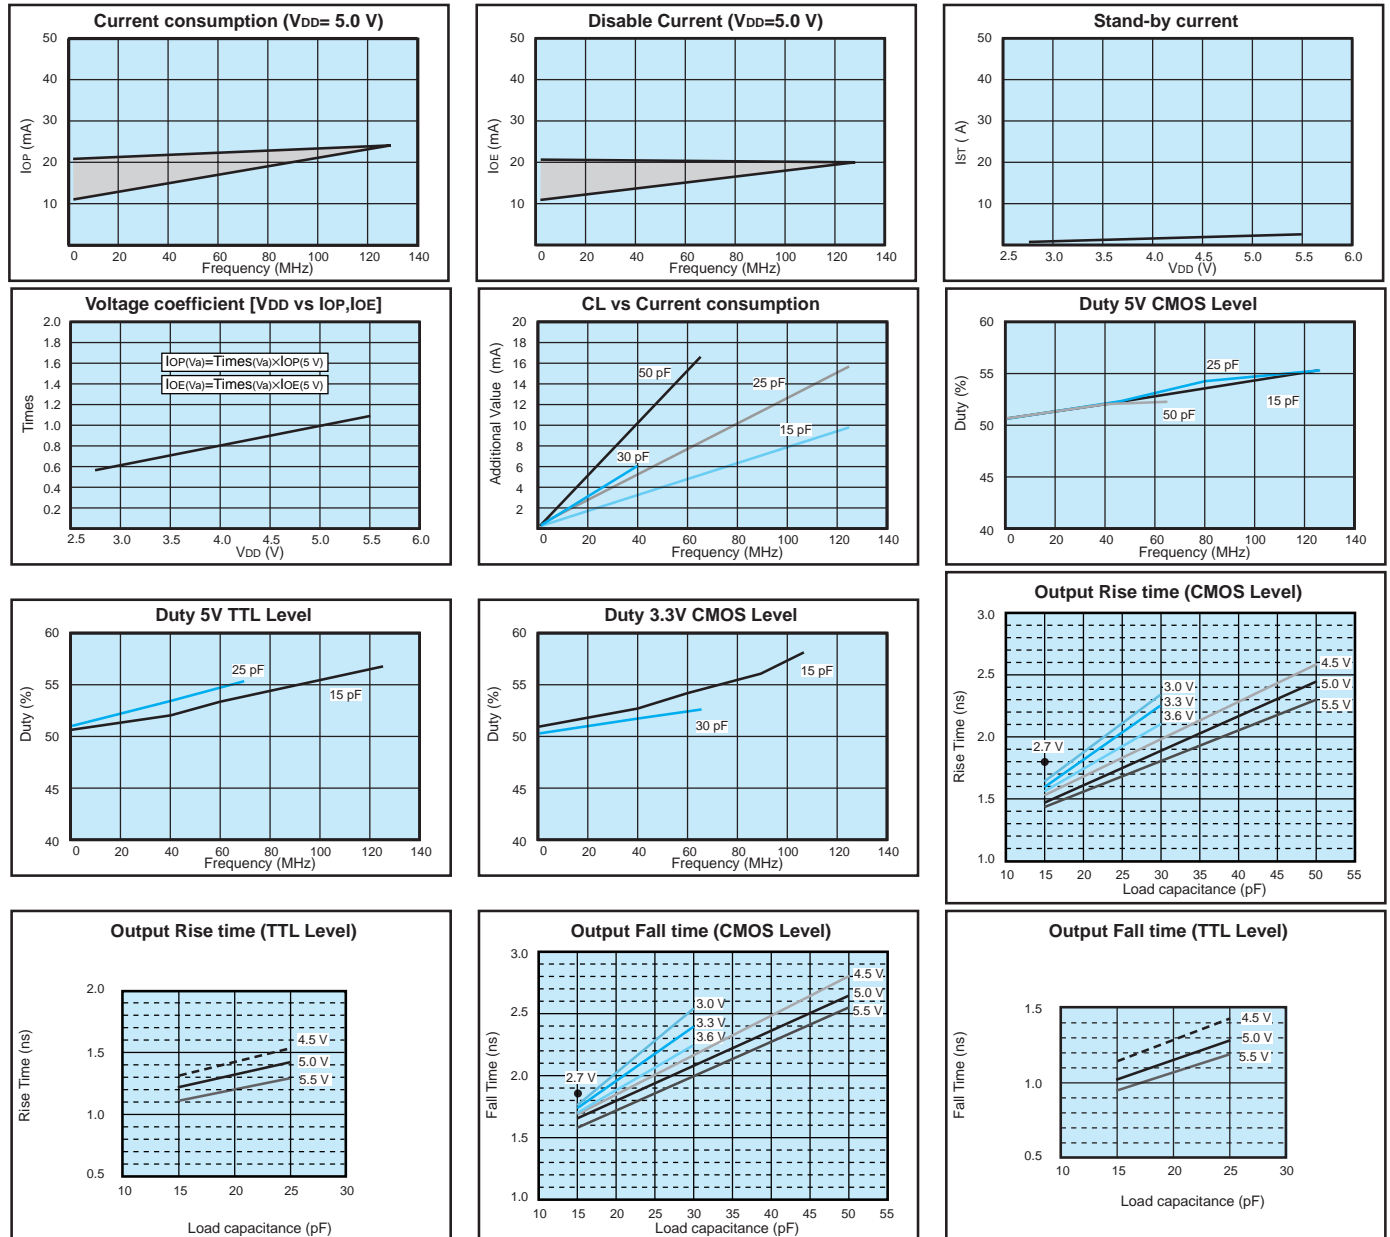 Current consumption (VDD= 5.0 V)
50
40
30
20
10
IOP (mA)
0 20 40 60 80 100 120 140
Frequency (MHz)
Disable Current (VDD=5.0 V)
50
40
30
20
10
IOE (mA)
0 20 40 60 80 100 120 140
Frequency (MHz)
Stand-by current
50
40
30
20
10
IST ( A)
2.5 3.0 3.5 4.0 4.5 5.0 5.5 6.0
VDD (V)
Voltage coefficient [VDD vs IOP,IOE]
2.0
1.8
1.6
1.4
1.2
1.0
0.8
0.6
0.4
0.2
Times
IOP(Va)=Times(Va)×IOP(5 V)
IOE(Va)=Times(Va)×IOE(5 V)
2.5 3.0 3.5 4.0 4.5 5.0 5.5 6.0
VDD (V)
CL vs Current consumption
20
18
16
14
12
10
8
6
4
2
Additional Value (mA)
50 pF
25 pF
15 pF
30 pF
0 20 40 60 80 100 120 140
Frequency (MHz)
Duty 5V CMOS Level
60
55
50
45
40
Duty (%)
25 pF
15 pF
50 pF
0 20 40 60 80 100 120 140
Frequency (MHz)
Duty 5V TTL Level
60
55
50
45
40
Duty (%)
25 pF
15 pF
0 20 40 60 80 100 120 140
Frequency (MHz)
Duty 3.3V CMOS Level
60
55
50
45
40
Duty (%)
15 pF
30 pF
0 20 40 60 80 100 120 140
Frequency (MHz)
Output Rise time (CMOS Level)
3.0
2.5
2.0
1.5
1.0
Rise Time (ns)
4.5 V
5.0 V
5.5 V
3.0 V
3.3 V
3.6 V
2.7 V
10 15 20 25 30 35 40 45 50 55
Load capacitance (pF)
Output Rise time (TTL Level)
2.0
1.5
1.0
0.5
Rise Time (ns)
4.5 V
5.0 V
5.5 V
10 15 20 25 30
Load capacitance (pF)
Output Fall time (CMOS Level)
3.0
2.5
2.0
1.5
1.0
Fall Time (ns)
4.5 V
5.0 V
5.5 V
3.0 V
3.3 V
3.6 V
2.7 V
10 15 20 25 30 35 40 45 50 55
Load capacitance (pF)
Output Fall time (TTL Level)
1.5
1.0
0.5
Fall Time (ns)
4.5 V
5.0 V
5.5 V
10 15 20 25 30
Load capacitance (pF)